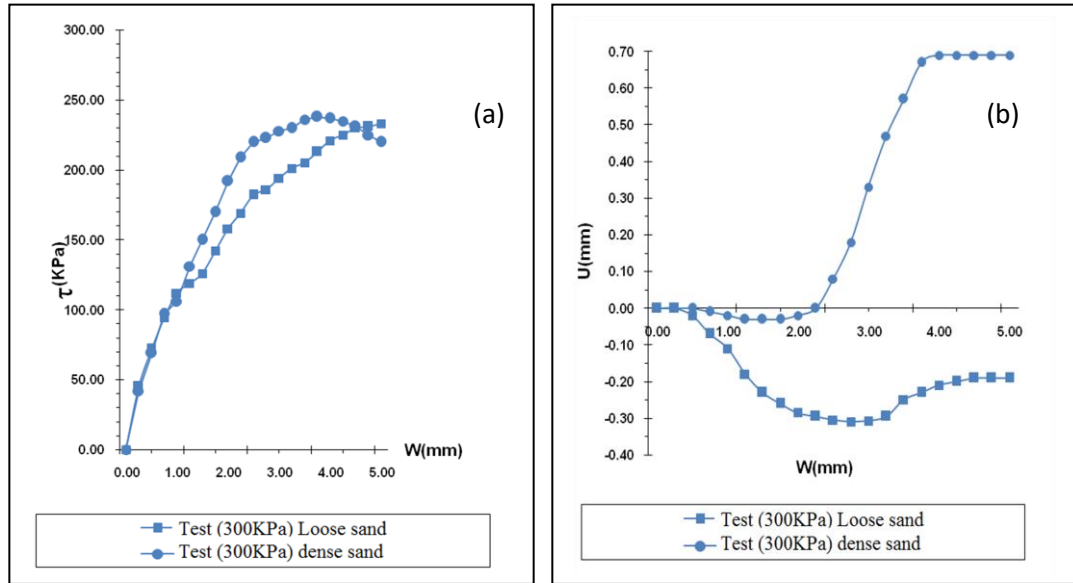 300.00
250.00
200.00
150.00
100.00
50.00
0.00
τ(KPa)
(a)
W(mm)
0.00 1.00 2.00 3.00 4.00 5.00
Test (300KPa) Loose sand
Test (300KPa) dense sand
0.70
0.60
0.50
0.40
0.30
0.20
0.10
0.00
-0.10
-0.20
-0.30
-0.40
U(mm)
(b)
0.00 1.00 2.00 3.00 4.00 5.00
W(mm)
Test (300KPa) Loose sand
Test (300KPa) dense sand